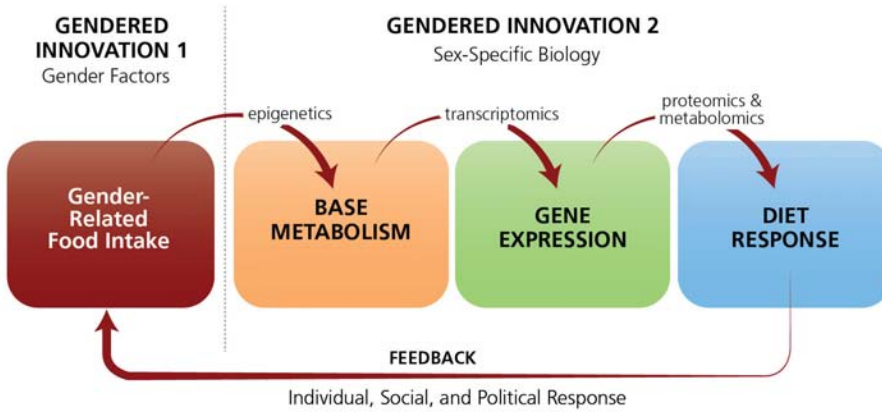 GENDERED
INNOVATION 1
Gender Factors
GENDERED INNOVATION 2
Sex-Specific Biology
epigenetics
transcriptomics
proteomics &
metabolomics
Gender-
Related
Food Intake
BASE
METABOLISM
GENE
EXPRESSION
DIET
RESPONSE
FEEDBACK
Individual, Social, and Political Response